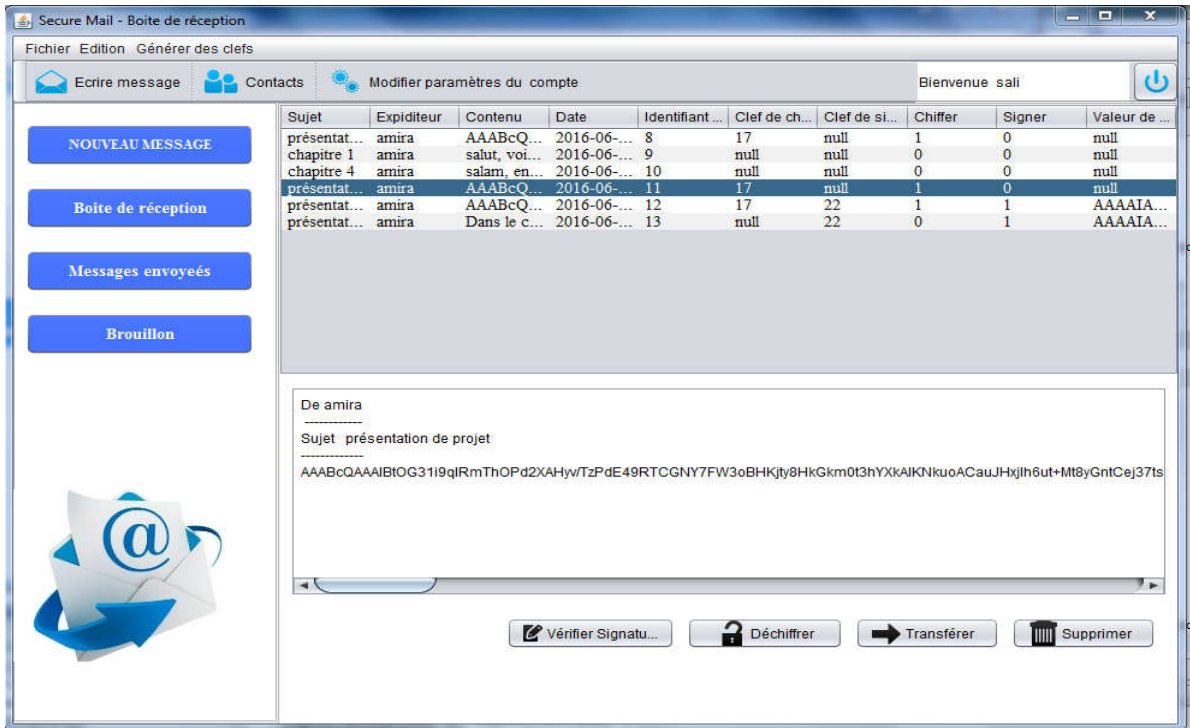 Secure Mail - Boite de réception
Fichier Edition Générer des clefs
Ecrire message Contacts Modifier paramètres du compte Bienvenue sali
NOUVEAU MESSAGE
Boite de réception
Messages envoyeés
Brouillon
Sujet Expiditeur Contenu Date Identifiant ... Clef de ch... Clef de si... Chiffer Signer Valeur de ...
présentat... amira AAABcQ... 2016-06-... 8 17 null 1 0 null
chapitre 1 amira salut, voi... 2016-06-... 9 null null 0 0 null
chapitre 4 amira salam, en... 2016-06-... 10 null null 0 0 null
présentat... amira AAABcQ... 2016-06-... 11 17 null 1 0 null
présentat... amira AAABcQ... 2016-06-... 12 17 22 1 1 AAAAIA...
présentat... amira Dans le c... 2016-06-... 13 null 22 0 1 AAAAIA...
De amira
------------
Sujet présentation de projet
-------------
AAABcQAAAIBtOG31i9qIRmThOPd2XAHyw/TzPdE49RTCGNY7FW3oBHKjty8HkGkm0t3hYXkAIKNkuoACauJHxjlh6ut+Mt8yGntCej37ts
Vérifier Signatu... Déchiffrer Transférer Supprimer
@